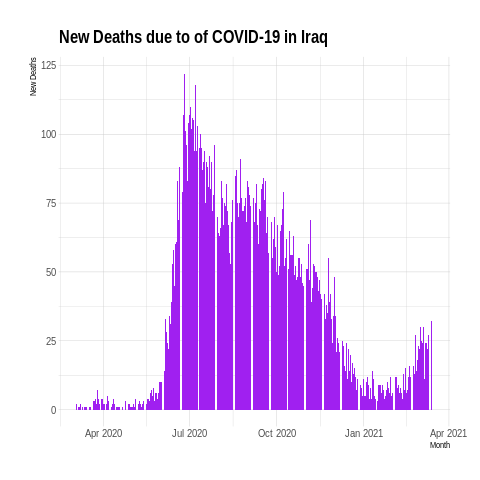 New Deaths due to of COVID-19 in Iraq
New Deaths
125
100
75
50
25
0
Apr 2020
Jul 2020
Oct 2020
Jan 2021
Apr 2021
Month